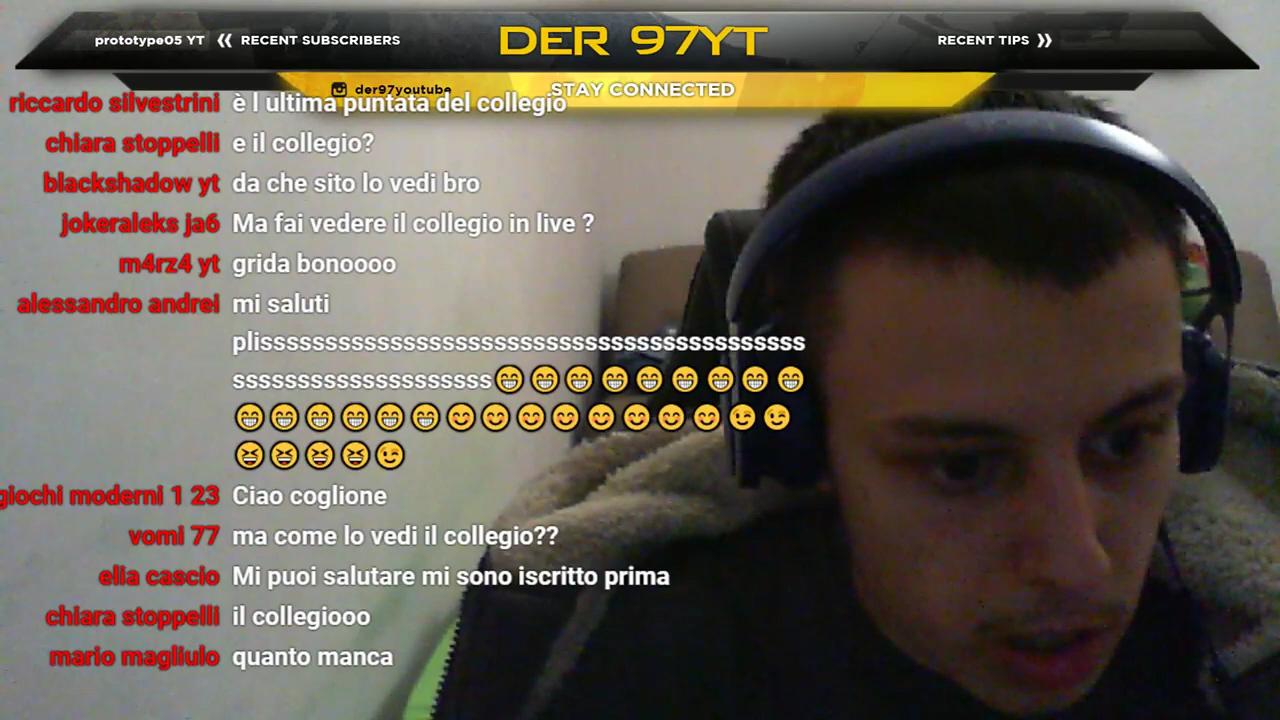 prototype05 YT « RECENT SUBSCRIBERS DER 97YT RECENT TIPS »
der97youtube STAY CONNECTED
riccardo silvestrini è l ultima puntata del collegio
chiara stoppelli e il collegio?
blackshadow yt da che sito lo vedi bro
jokeraleks ja6 Ma fai vedere il collegio in live ?
m4rz4 yt grida bonoooo
alessandro andrei mi saluti
plisssssssssssssssssssssssssssssssssssssssssss
ssssssssssssssssssss😁😁😁😁😁😁😁😁😁
😁😁😁😁😁😁😊😊😊😊😊😊😊😊😉😉
😆😆😆😆😉
giochi moderni 1 23 Ciao coglione
vomi 77 ma come lo vedi il collegio??
elia cascio Mi puoi salutare mi sono iscritto prima
chiara stoppelli il collegiooo
mario magliulo quanto manca